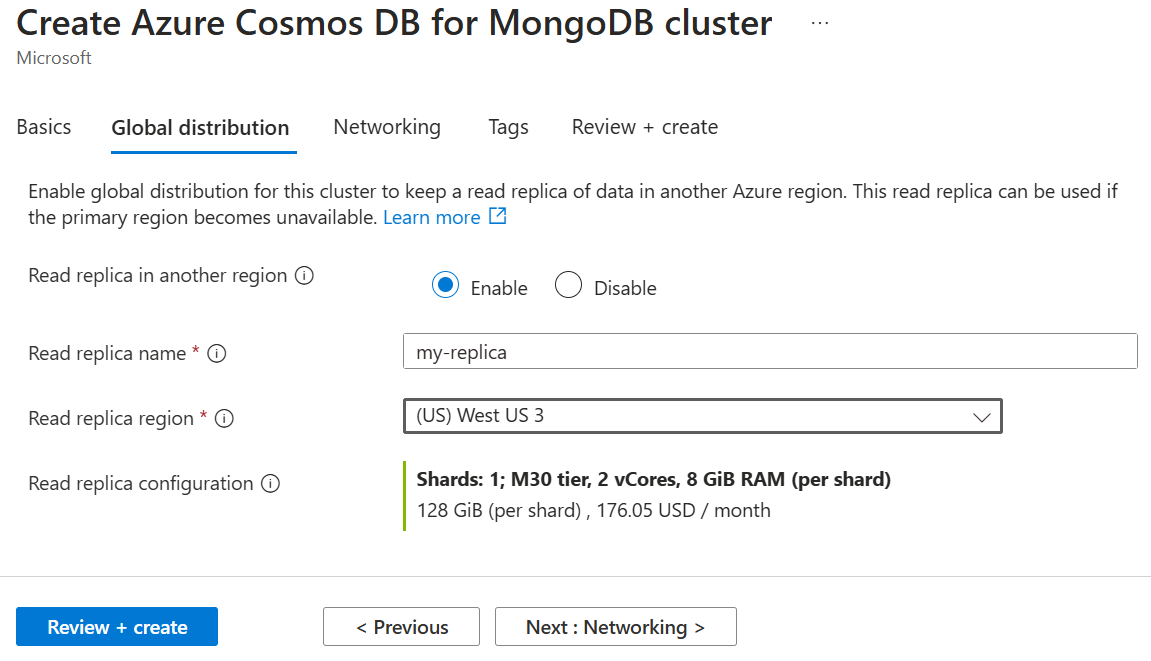 Create Azure Cosmos DB for MongoDB cluster ...
Microsoft
Basics Global distribution Networking Tags Review + create
Enable global distribution for this cluster to keep a read replica of data in another Azure region. This read replica can be used if
the primary region becomes unavailable. Learn more
Read replica in another region Enable Disable
Read replica name * my-replica
Read replica region * (US) West US 3
Read replica configuration Shards: 1; M30 tier, 2 vCores, 8 GiB RAM (per shard)
128 GiB (per shard) , 176.05 USD / month
Review + create < Previous Next : Networking >